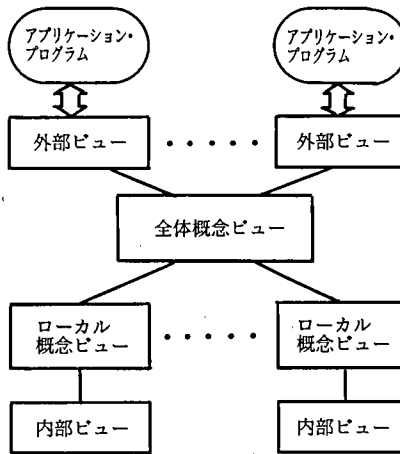 アプリケーション・
プログラム
アプリケーション・
プログラム
外部ビュー
・・・・・
外部ビュー
全体概念ビュー
ローカル
概念ビュー
・・・・・
ローカル
概念ビュー
内部ビュー
内部ビュー